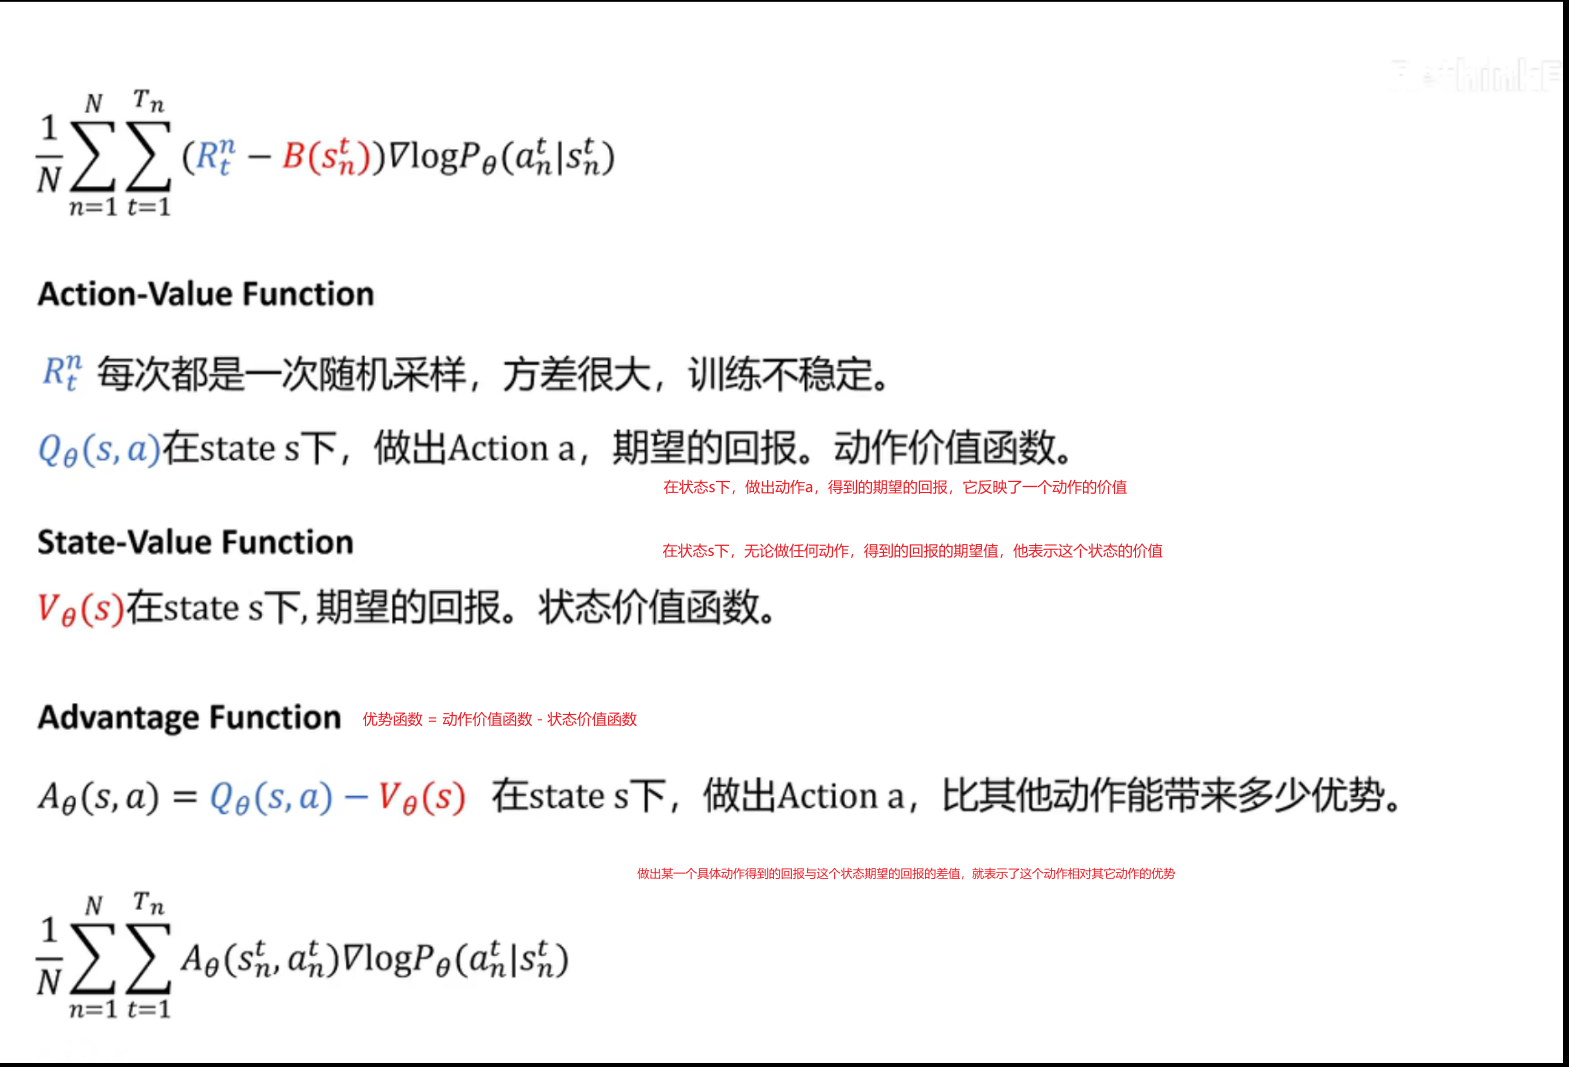 $\frac{1}{N}\sum_{n=1}^{N}\sum_{t=1}^{T_n}(R_t^n - B(s_n^t))\nabla \log P_\theta(a_n^t|s_n^t)$
Action-Value Function
$R_t^n$ 每次都是一次随机采样，方差很大，训练不稳定。
$Q_\theta(s,a)$在state s下，做出Action a，期望的回报。动作价值函数。
在状态s下，做出动作a，得到的期望的回报，它反映了一个动作的价值
State-Value Function
在状态s下，无论做任何动作，得到的回报的期望值，他表示这个状态的价值
$V_\theta(s)$在state s下, 期望的回报。状态价值函数。
Advantage Function 优势函数 = 动作价值函数 - 状态价值函数
$A_\theta(s,a) = Q_\theta(s,a) - V_\theta(s)$ 在state s下，做出Action a，比其他动作能带来多少优势。
做出某一个具体动作得到的回报与这个状态期望的回报的差值，就表示了这个动作相对其它动作的优势
$\frac{1}{N}\sum_{n=1}^{N}\sum_{t=1}^{T_n}A_\theta(s_n^t,a_n^t)\nabla \log P_\theta(a_n^t|s_n^t)$